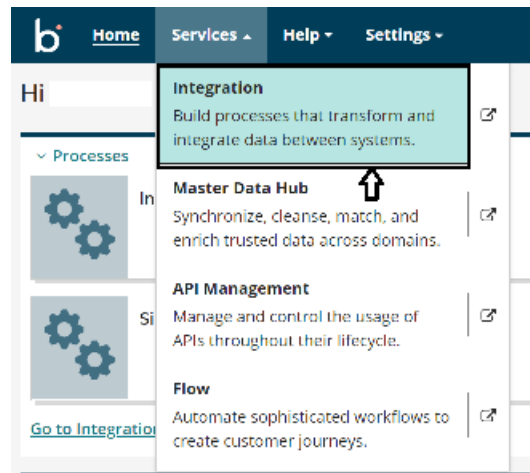 b Home Services Help Settings
Hi
Integration
Build processes that transform and
integrate data between systems.
Processes
In
Master Data Hub
Synchronize, cleanse, match, and
enrich trusted data across domains.
API Management
Si
Manage and control the usage of
APIs throughout their lifecycle.
Flow
Go to Integration
Automate sophisticated workflows to
create customer journeys.